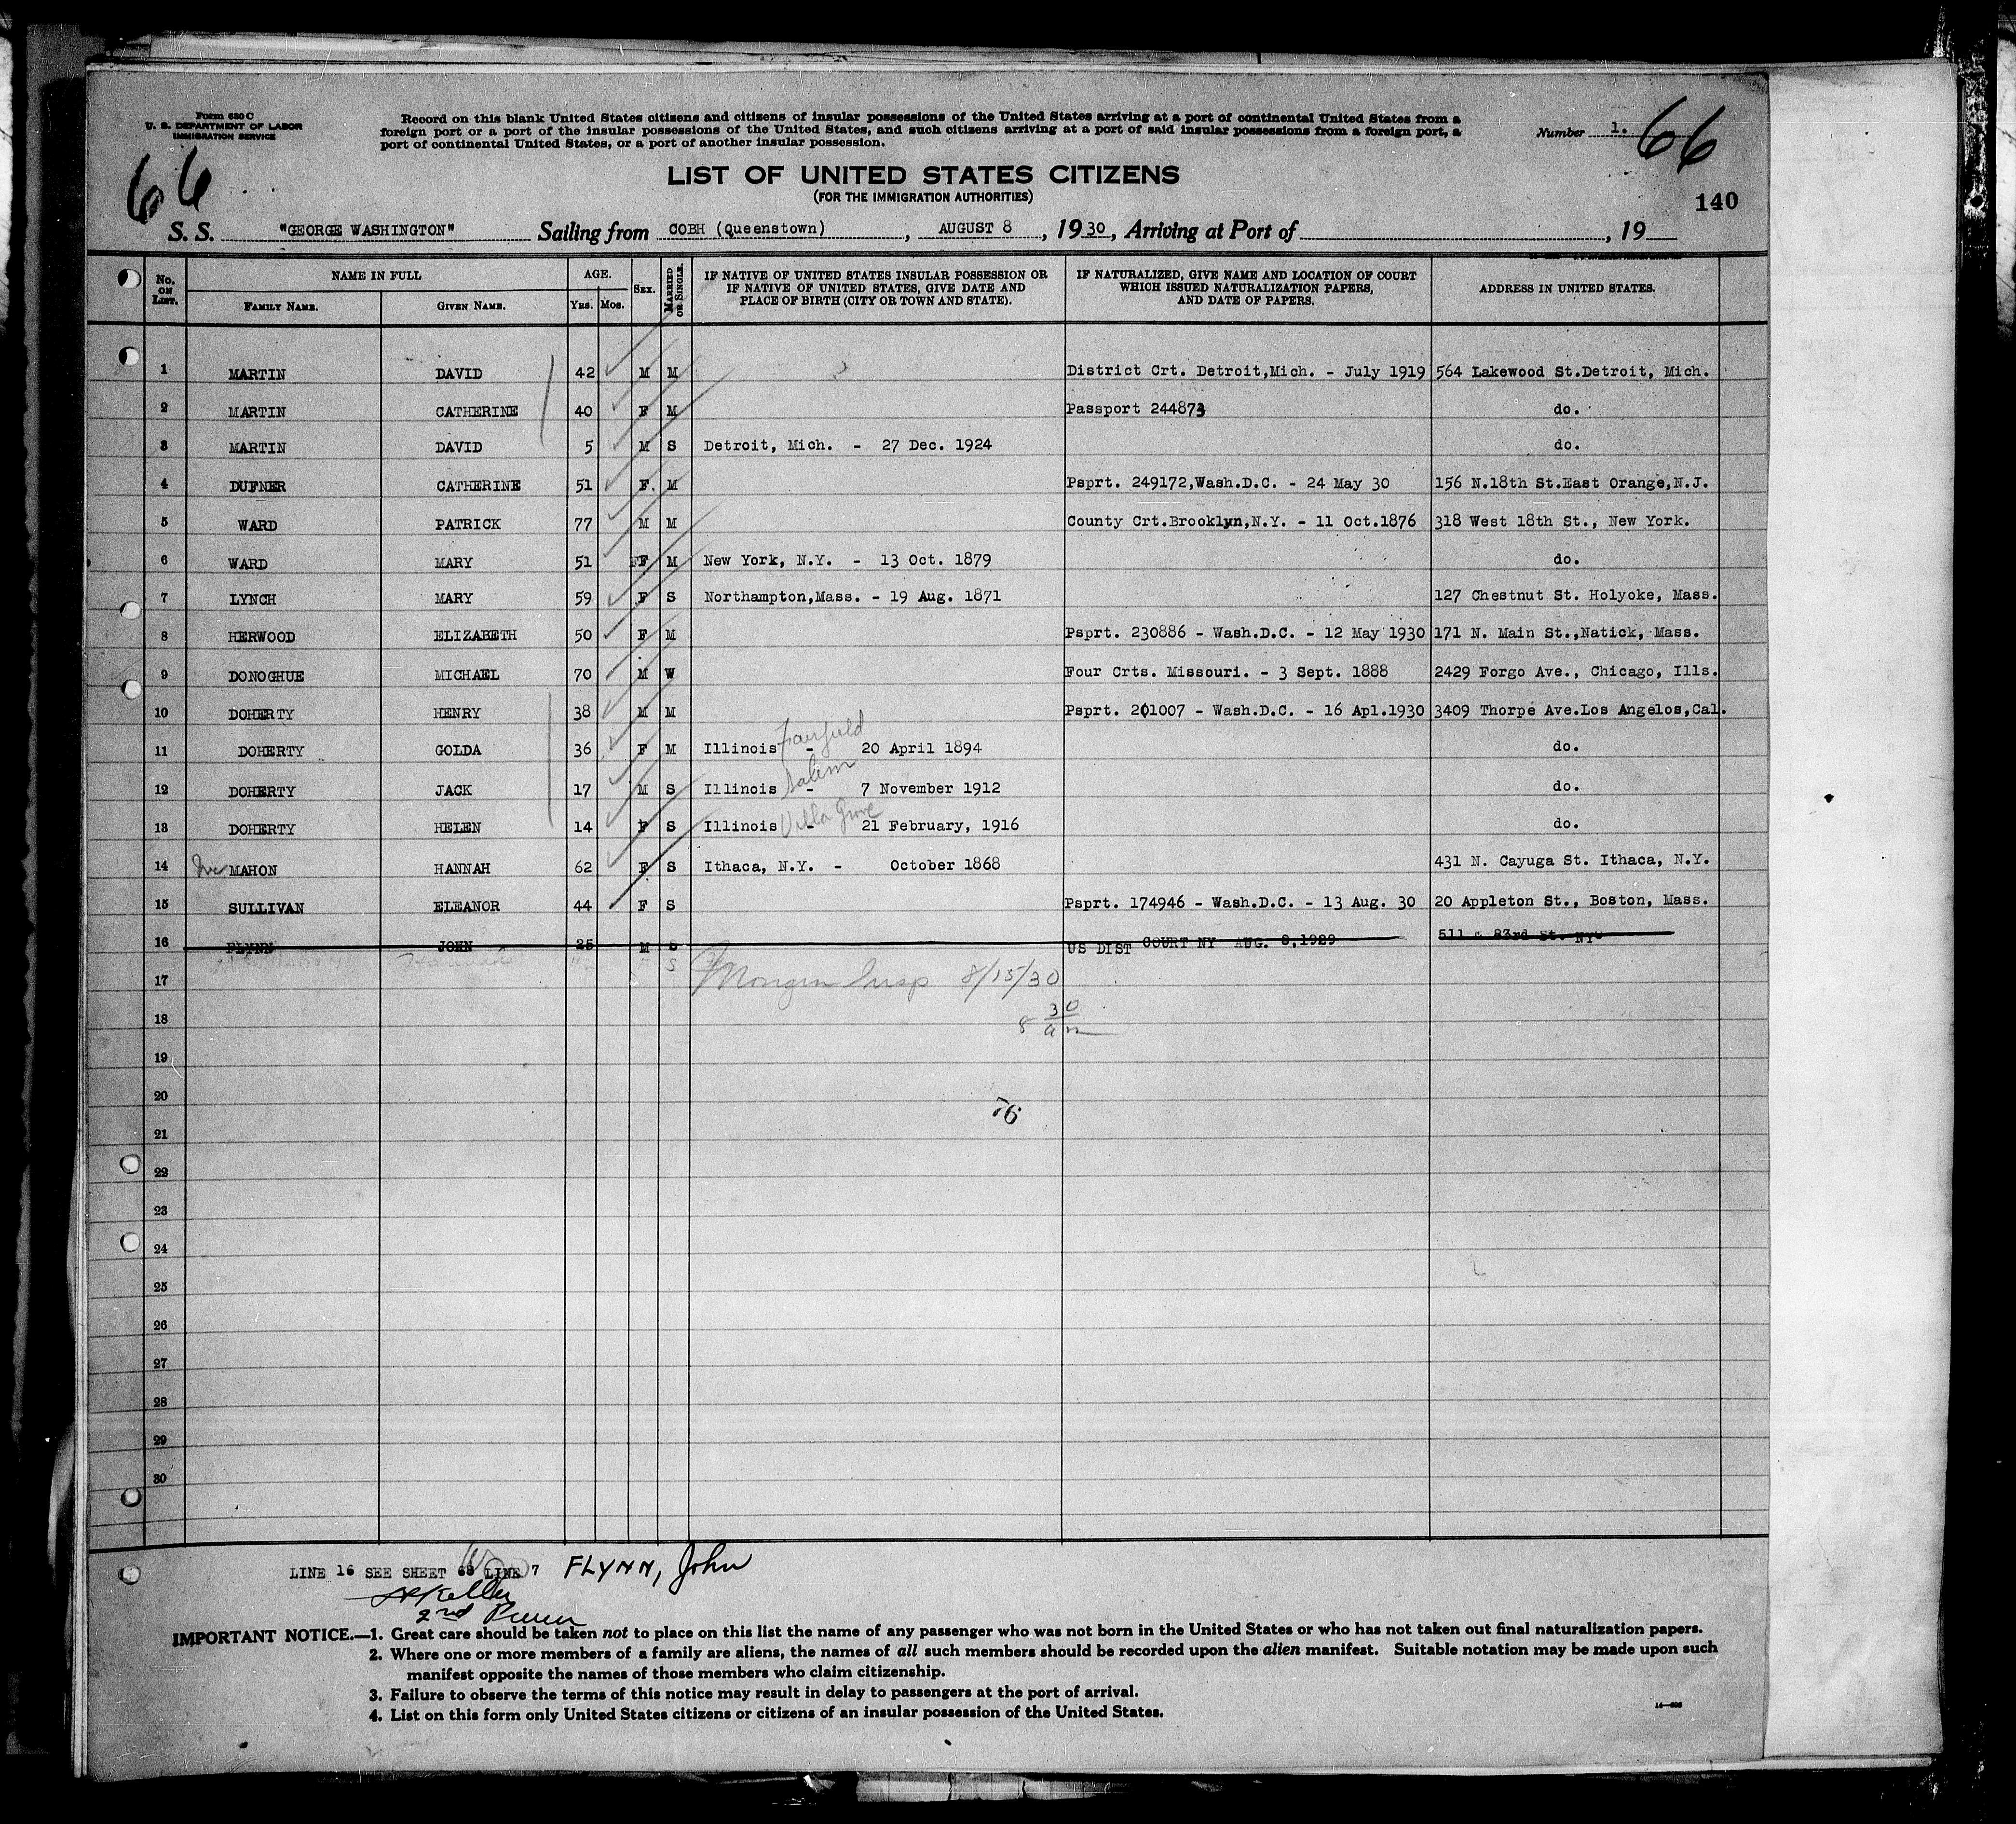 Form 630 C
U. S. DEPARTMENT OF LABOR
IMMIGRATION SERVICE
Record on this blank United States citizens and citizens of insular possessions of the United States arriving at a port of continental United States from a
foreign port or a port of the insular possessions of the United States, and such citizens arriving at a port of said insular possessions from a foreign port, a
port of continental United States, or a port of another insular possession.
Number 1.
66
66
LIST OF UNITED STATES CITIZENS
(FOR THE IMMIGRATION AUTHORITIES)
140
S. S. "GEORGE WASHINGTON" Sailing from COBH (Queenstown), AUGUST 8, 1930, Arriving at Port of , 19
No. ON LIST. NAME IN FULL AGE. SEX. MARRIED OR SINGLE. IF NATIVE OF UNITED STATES INSULAR POSSESSION OR IF NATIVE OF UNITED STATES, GIVE DATE AND PLACE OF BIRTH (CITY OR TOWN AND STATE). IF NATURALIZED, GIVE NAME AND LOCATION OF COURT WHICH ISSUED NATURALIZATION PAPERS, AND DATE OF PAPERS. ADDRESS IN UNITED STATES.
FAMILY NAME. GIVEN NAME. YRS. MOS.
1 MARTIN DAVID 42 M M District Crt. Detroit,Mich. - July 1919 564 Lakewood St.Detroit, Mich.
2 MARTIN CATHERINE 40 F M Passport 244873 do.
3 MARTIN DAVID 5 M S Detroit, Mich. - 27 Dec. 1924 do.
4 DUFNER CATHERINE 51 F. M Psprt. 249172,Wash.D.C. - 24 May 30 156 N.18th St.East Orange,N.J.
5 WARD PATRICK 77 M M County Crt.Brooklyn,N.Y. - 11 Oct.1876 318 West 18th St., New York.
6 WARD MARY 51 F M New York, N.Y. - 13 Oct. 1879 do.
7 LYNCH MARY 59 F S Northampton,Mass. - 19 Aug. 1871 127 Chestnut St. Holyoke, Mass.
8 HERWOOD ELIZABETH 50 F M Psprt. 230886 - Wash.D.C. - 12 May 1930 171 N. Main St.,Natick, Mass.
9 DONOGHUE MICHAEL 70 M W Four Crts. Missouri. - 3 Sept. 1888 2429 Forgo Ave., Chicago, Ills.
10 DOHERTY HENRY 38 M M Psprt. 201007 - Wash.D.C. - 16 Apl.1930 3409 Thorpe Ave.Los Angelos,Cal.
11 DOHERTY GOLDA 36 F M Illinois Fairfield - 20 April 1894 do.
12 DOHERTY JACK 17 M S Illinois Salem - 7 November 1912 do.
13 DOHERTY HELEN 14 F S Illinois Villa Grove - 21 February, 1916 do.
14 Mc MAHON HANNAH 62 F S Ithaca, N.Y. - October 1868 431 N. Cayuga St. Ithaca, N.Y.
15 SULLIVAN ELEANOR 44 F S Psprt. 174946 - Wash.D.C. - 13 Aug. 30 20 Appleton St., Boston, Mass.
16 FLYNN JOHN 25 M S US DIST COURT NY AUG. 8,1929 511 E 83rd St. NY
17 Insp 8/15/30
18 8 30 am
19
20
76
21
22
23
24
25
26
27
28
29
30
LINE 16 SEE SHEET 68 LINE 7 FLYNN, John
2nd Purser
IMPORTANT NOTICE.—1. Great care should be taken not to place on this list the name of any passenger who was not born in the United States or who has not taken out final naturalization papers.
2. Where one or more members of a family are aliens, the names of all such members should be recorded upon the alien manifest. Suitable notation may be made upon such
manifest opposite the names of those members who claim citizenship.
3. Failure to observe the terms of this notice may result in delay to passengers at the port of arrival.
4. List on this form only United States citizens or citizens of an insular possession of the United States.